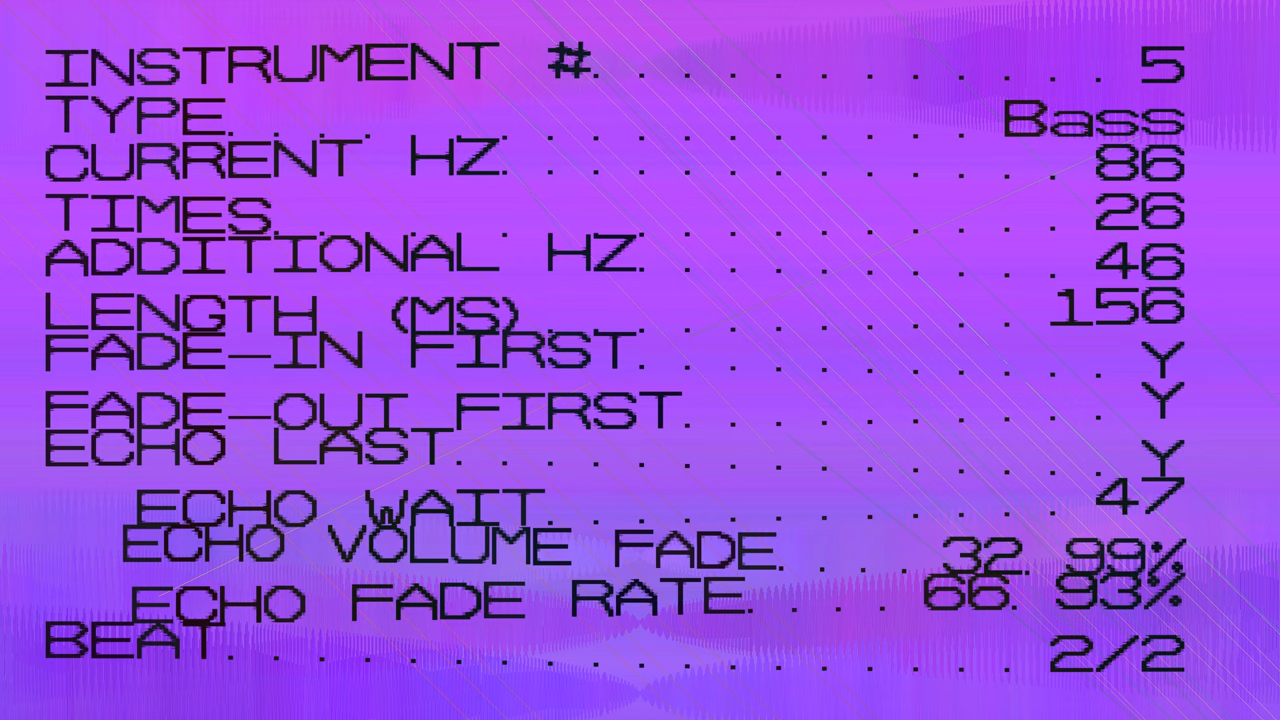 INSTRUMENT #. . . . . . . . . . . . 5
TYPE. . . . . . . . . . . . . . . . . Bass
CURRENT HZ. . . . . . . . . . . . . 86
TIMES. . . . . . . . . . . . . . . . . . 26
ADDITIONAL HZ. . . . . . . . . . 46
LENGTH (MS). . . . . . . . . . . 156
FADE-IN FIRST. . . . . . . . . . . Y
FADE-OUT FIRST. . . . . . . . . . Y
ECHO LAST. . . . . . . . . . . . . . . Y
ECHO WAIT. . . . . . . . . . . . 47
ECHO VOLUME FADE. . . . 32. 99%
ECHO FADE RATE. . . . 66. 93%
BEAT. . . . . . . . . . . . . . . . . . 2/2